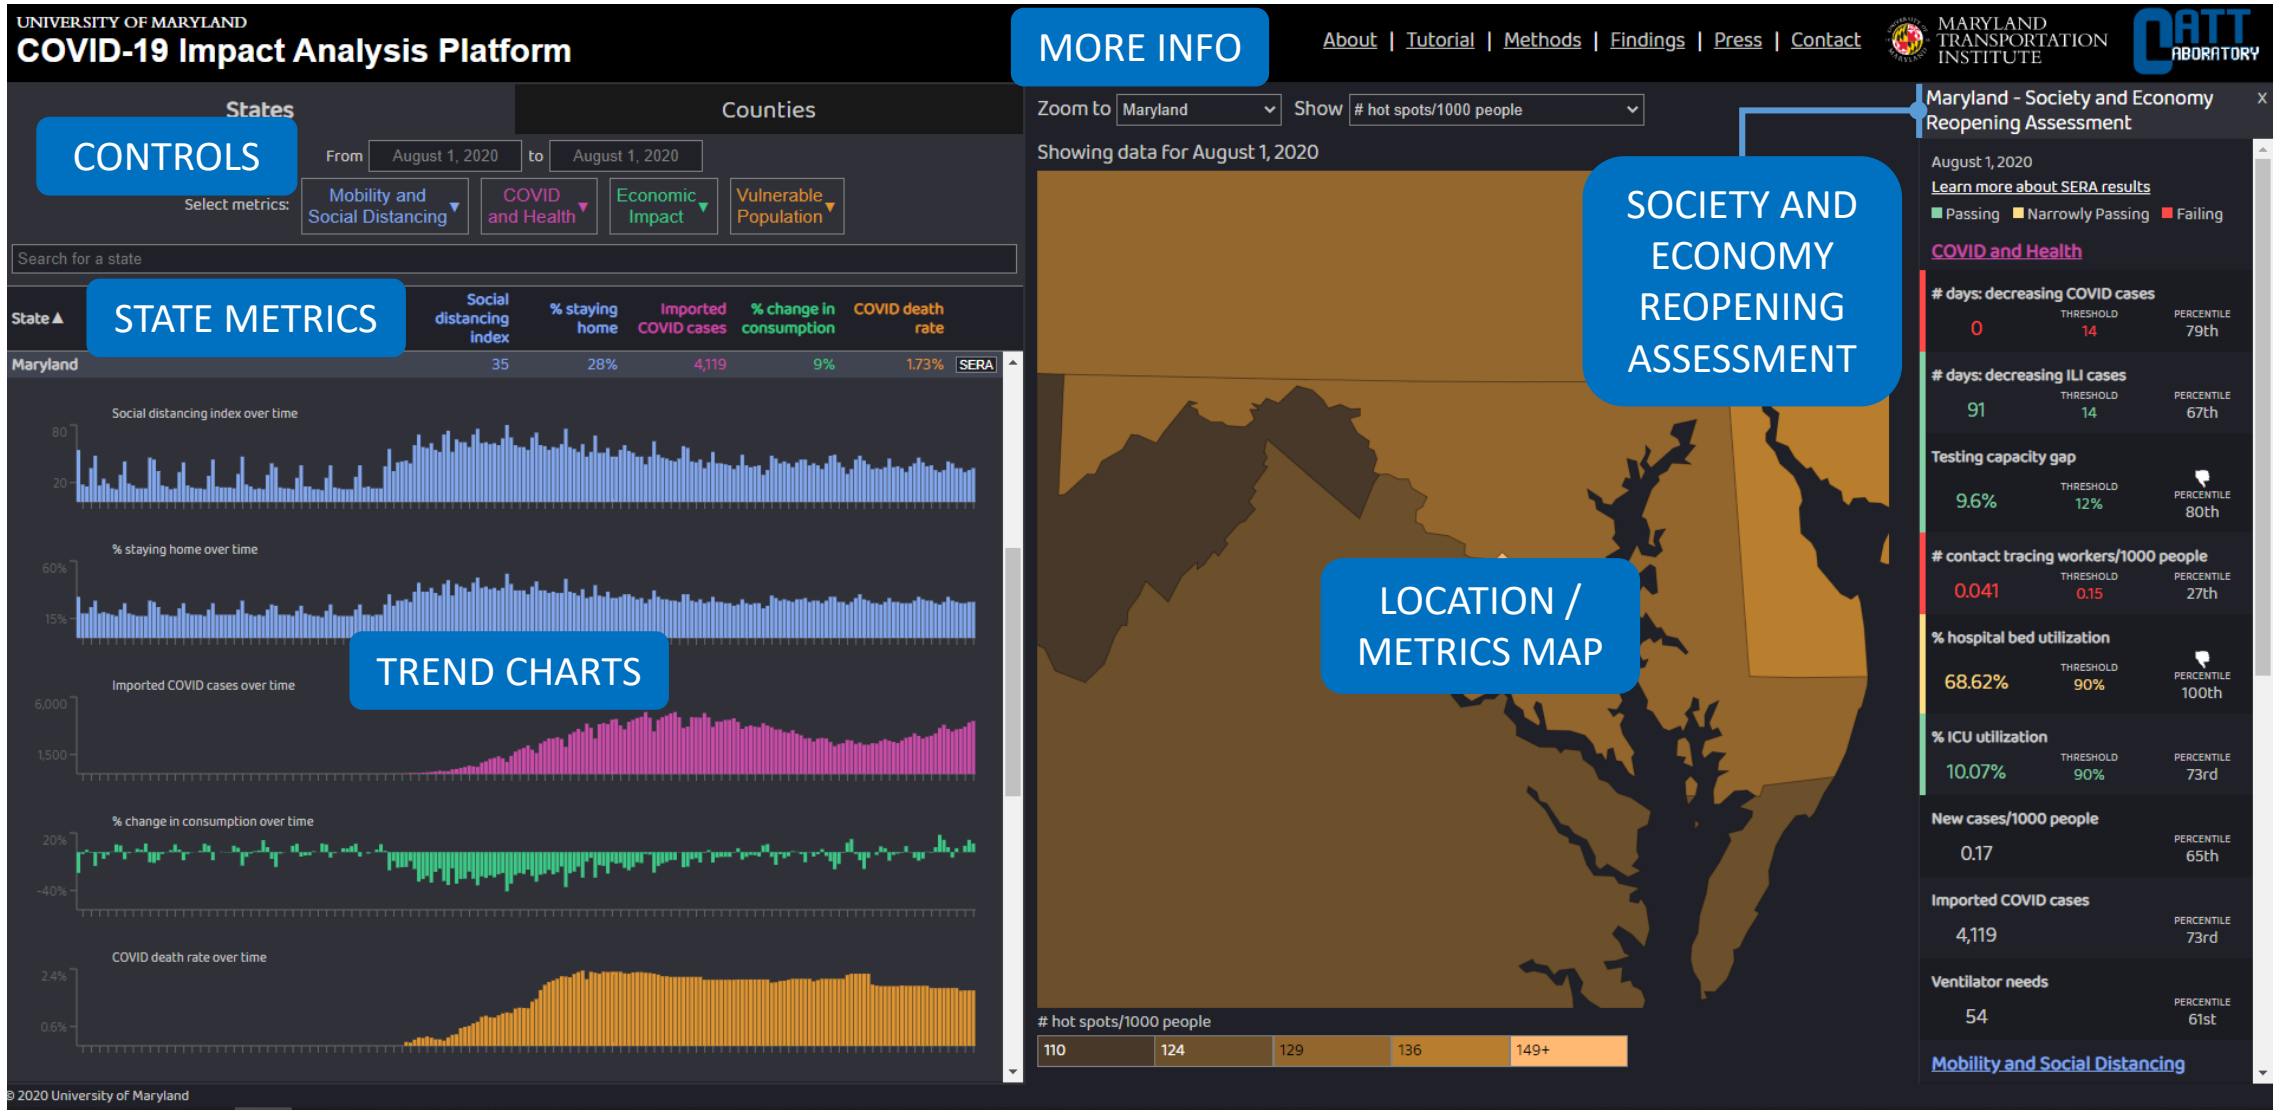 UNIVERSITY OF MARYLAND
COVID-19 Impact Analysis Platform
MORE INFO
About | Tutorial | Methods | Findings | Press | Contact
MARYLAND
TRANSPORTATION
INSTITUTE
CATT
LABORATORY
States
Counties
CONTROLS
From August 1, 2020 to August 1, 2020
Select metrics:
Mobility and
Social Distancing
COVID
and Health
Economic
Impact
Vulnerable
Population
Search for a state
State
STATE METRICS
Social
distancing
index
% staying
home
Imported
COVID cases
% change in
consumption
COVID death
rate
Maryland 35 28% 4,119 9% 1.73% SERA
Social distancing index over time
80
20
% staying home over time
60%
15%
TREND CHARTS
Imported COVID cases over time
6,000
1,500
% change in consumption over time
20%
-40%
COVID death rate over time
2.4%
0.6%
© 2020 University of Maryland
Zoom to Maryland Show # hot spots/1000 people
Showing data for August 1, 2020
SOCIETY AND
ECONOMY
REOPENING
ASSESSMENT
LOCATION /
METRICS MAP
# hot spots/1000 people
110 124 129 136 149+
Maryland - Society and Economy X
Reopening Assessment
August 1, 2020
Learn more about SERA results
Passing Narrowly Passing Failing
COVID and Health
# days: decreasing COVID cases
THRESHOLD PERCENTILE
0 14 79th
# days: decreasing ILI cases
THRESHOLD PERCENTILE
91 14 67th
Testing capacity gap
THRESHOLD PERCENTILE
9.6% 12% 80th
# contact tracing workers/1000 people
THRESHOLD PERCENTILE
0.041 0.15 27th
% hospital bed utilization
THRESHOLD PERCENTILE
68.62% 90% 100th
% ICU utilization
THRESHOLD PERCENTILE
10.07% 90% 73rd
New cases/1000 people
PERCENTILE
0.17 65th
Imported COVID cases
PERCENTILE
4,119 73rd
Ventilator needs
PERCENTILE
54 61st
Mobility and Social Distancing